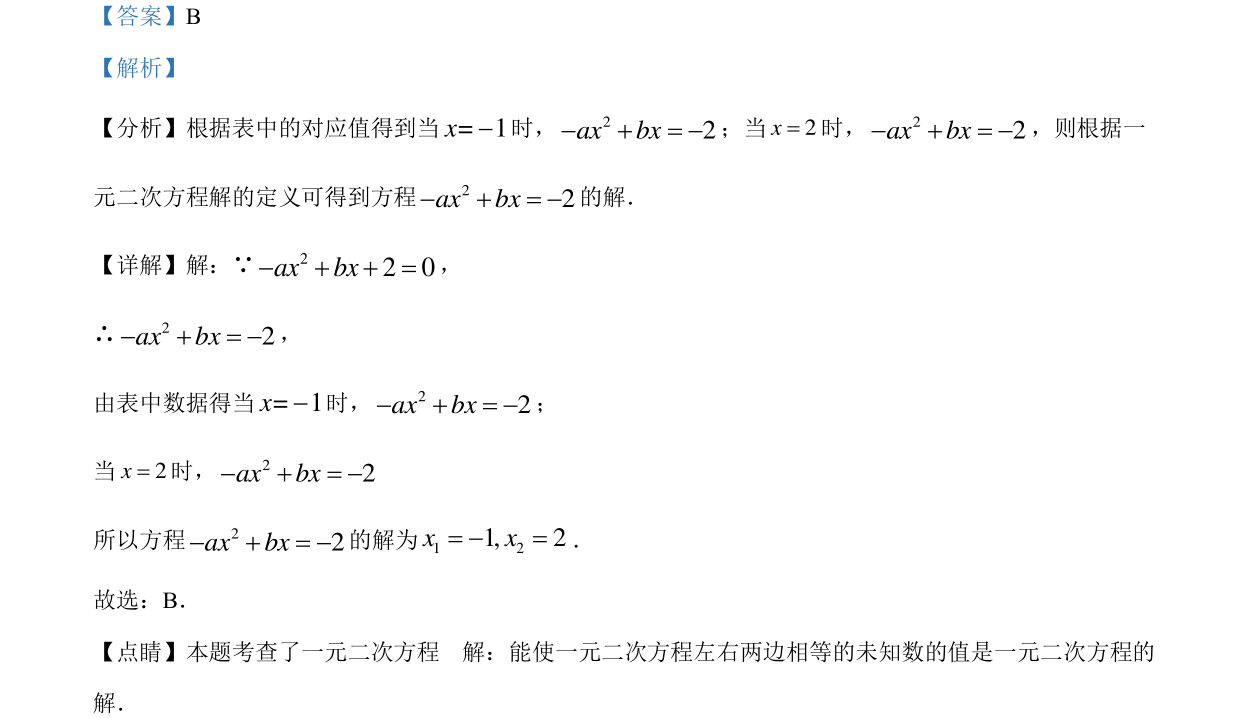 【答案】B
【解析】
【分析】根据表中的对应值得到当 x=−1时，−ax²+bx=−2；当 x=2时，−ax²+bx=−2，则根据一
元二次方程解的定义可得到方程−ax²+bx=−2的解．
【详解】解：∵−ax²+bx+2=0，
∴−ax²+bx=−2，
由表中数据得当 x=−1时，−ax²+bx=−2；
当 x=2时，−ax²+bx=−2
所以方程−ax²+bx=−2的解为 x₁=−1, x₂=2．
故选：B．
【点睛】本题考查了一元二次方程　解：能使一元二次方程左右两边相等的未知数的值是一元二次方程的
解．